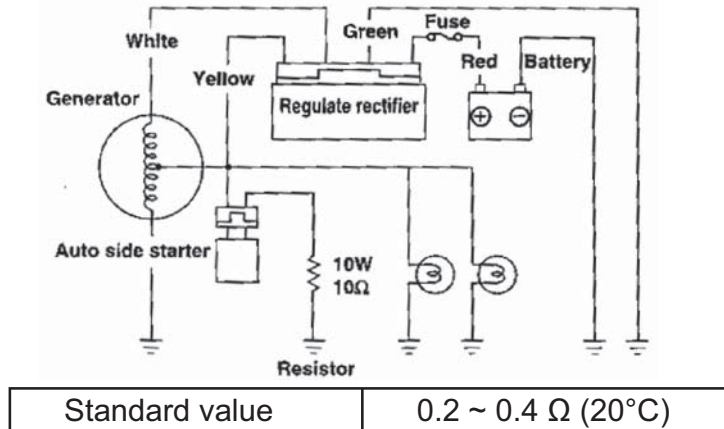 Fuse
White
Green
Red
Battery
Yellow
Generator
Regulate rectifier
Auto side starter
10W
10Ω
Resistor
Standard value 0.2 ~ 0.4 Ω (20°C)